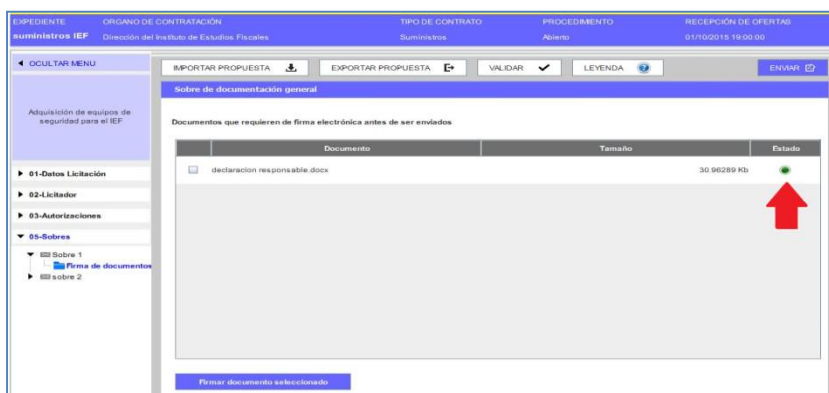 EXPEDIENTE ORGANO DE CONTRATACIÓN TIPO DE CONTRATO PROCEDIMIENTO RECEPCIÓN DE OFERTAS
suministros IEF Dirección del Instituto de Estudios Fiscales Suministros Abierto 01/10/2015 19:00:00
OCULTAR MENU
IMPORTAR PROPUESTA EXPORTAR PROPUESTA VALIDAR LEYENDA ENVIAR
Sobre de documentación general
Adquisición de equipos de
seguridad para el IEF
Documentos que requieren de firma electrónica antes de ser enviados
Documento Tamaño Estado
declaracion responsable.docx 30.96289 Kb
01-Datos Licitación
02-Licitador
03-Autorizaciones
05-Sobres
Sobre 1
Firma de documentos
sobre 2
Firmar documento seleccionado